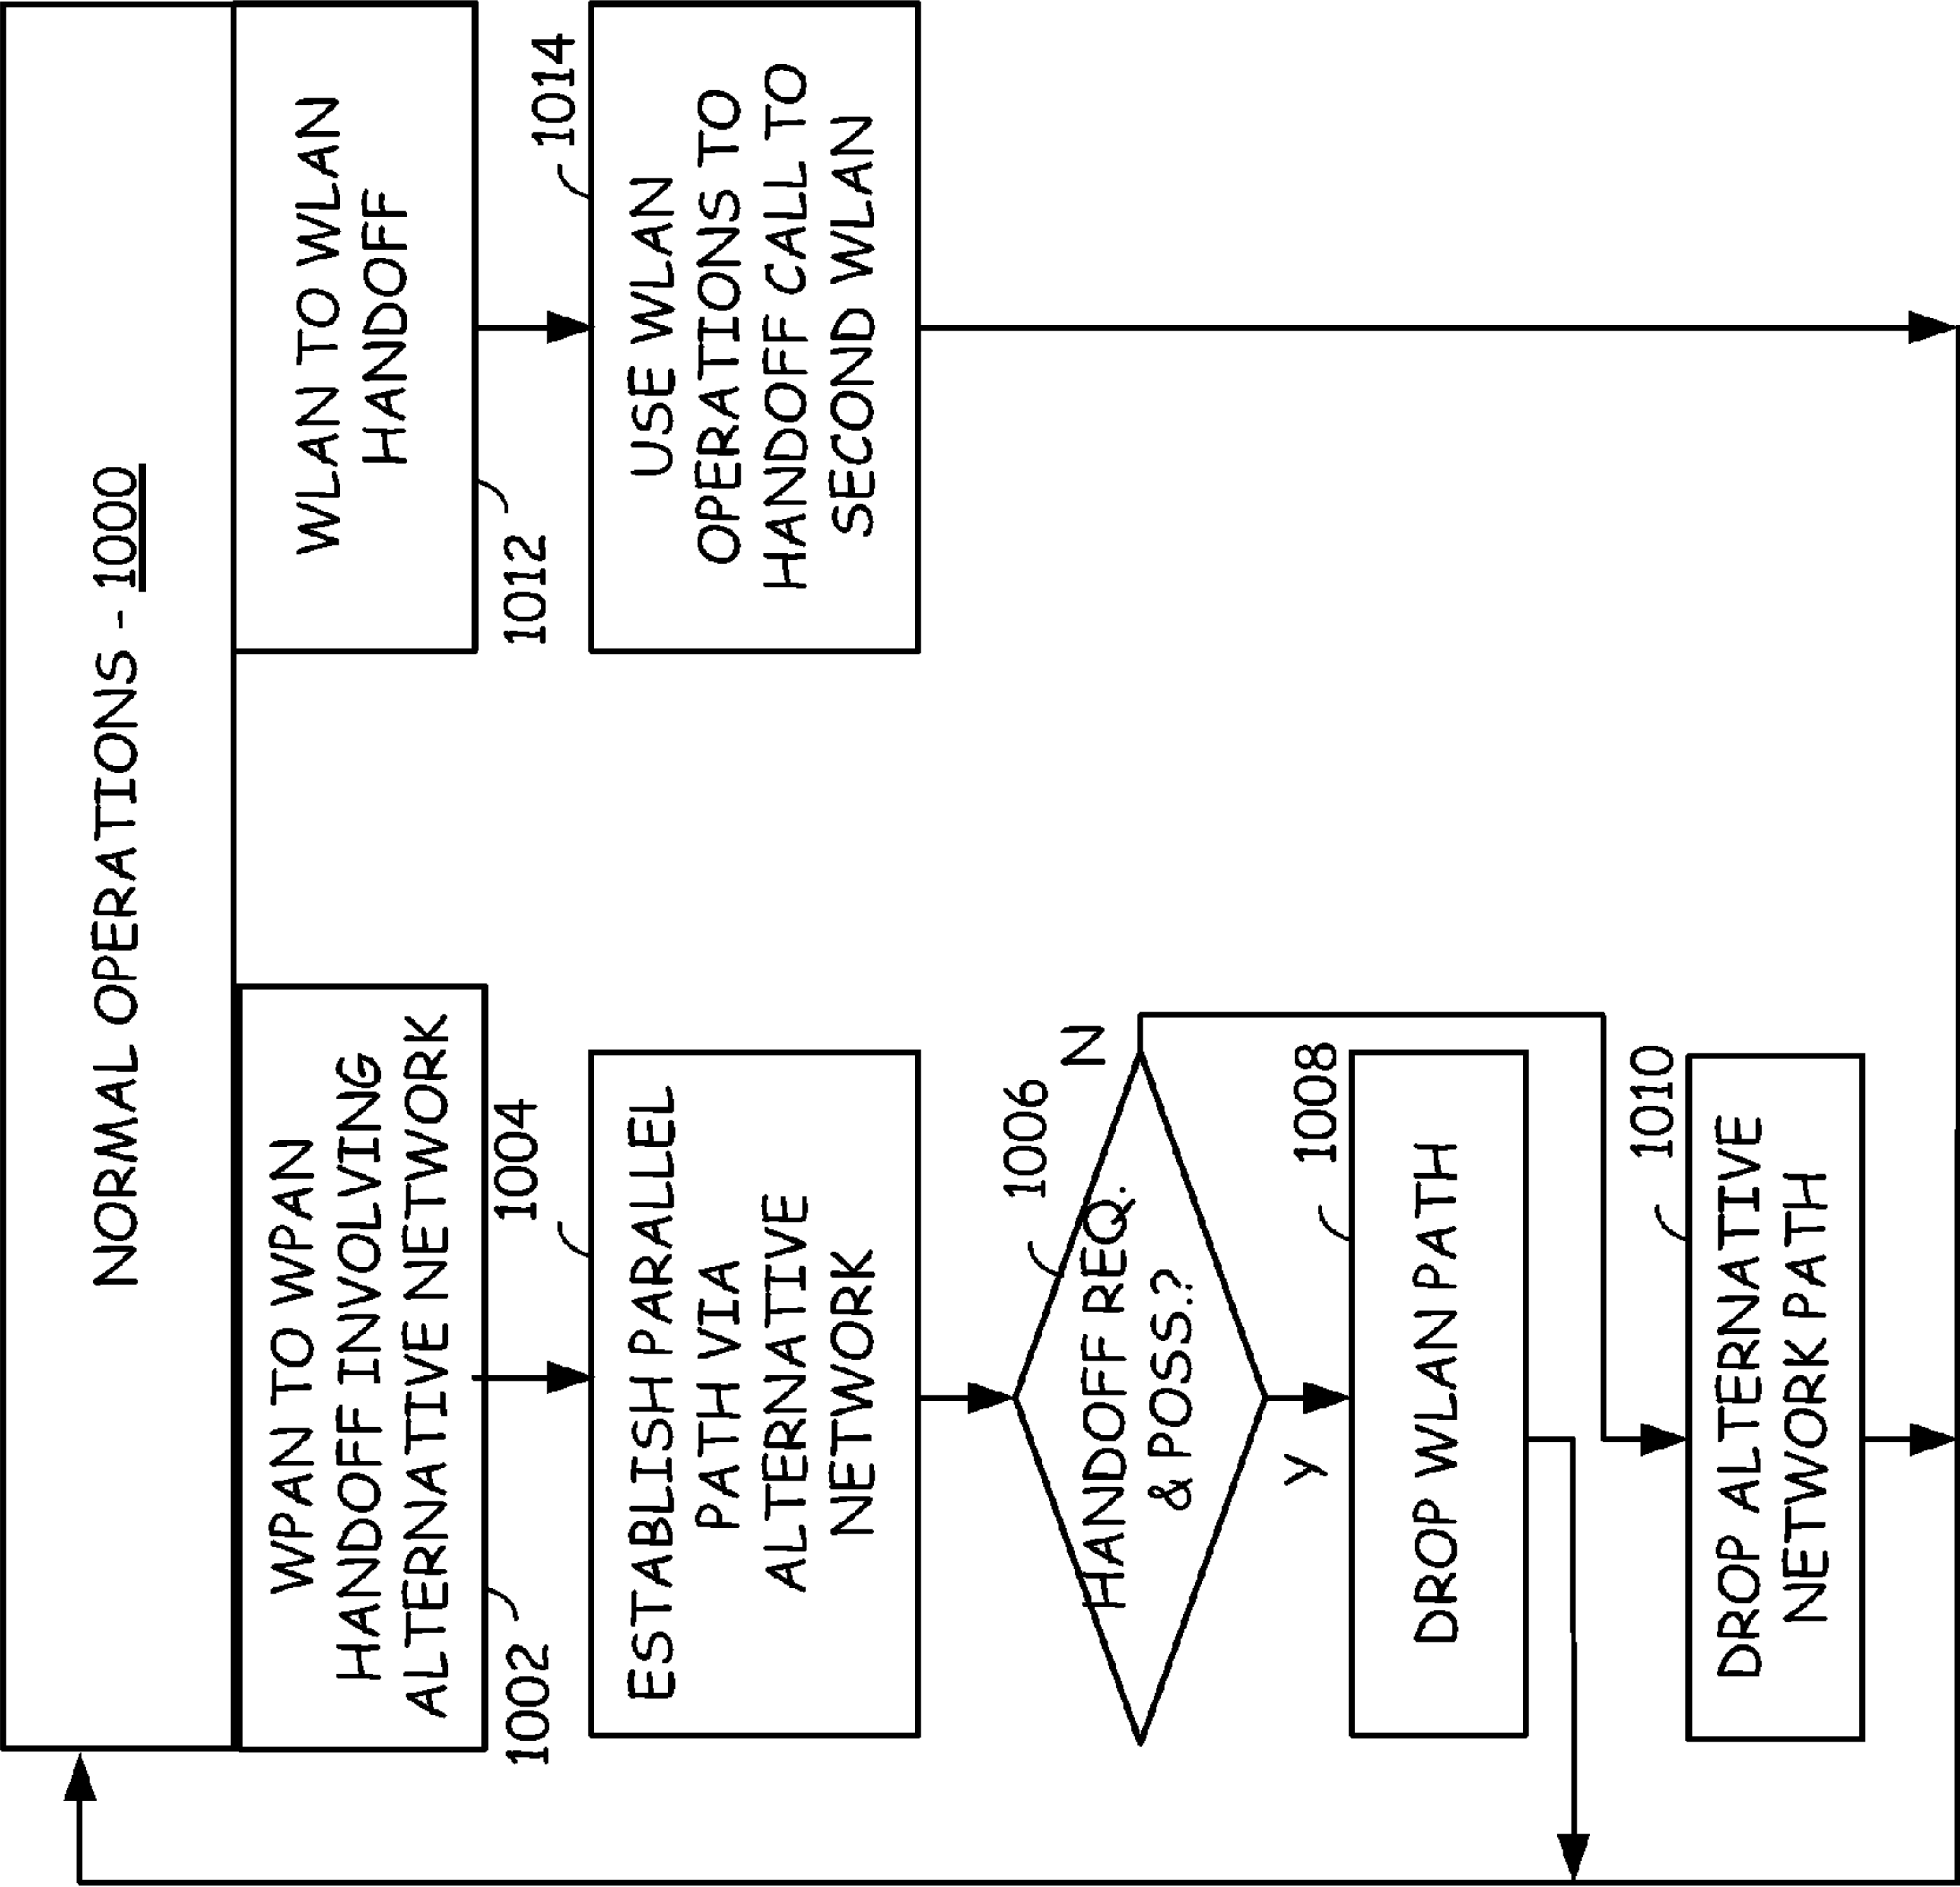 NORMAL OPERATIONS - 1000
WPAN TO WPAN
HANDOFF INVOLVING
ALTERNATIVE NETWORK
1002
1004
ESTABLISH PARALLEL
PATH VIA
ALTERNATIVE
NETWORK
1006
HANDOFF REQ.
& POSS.?
N
Y
1008
DROP WLAN PATH
1010
DROP ALTERNATIVE
NETWORK PATH
WLAN TO WLAN
HANDOFF
1012
1014
USE WLAN
OPERATIONS TO
HANDOFF CALL TO
SECOND WLAN